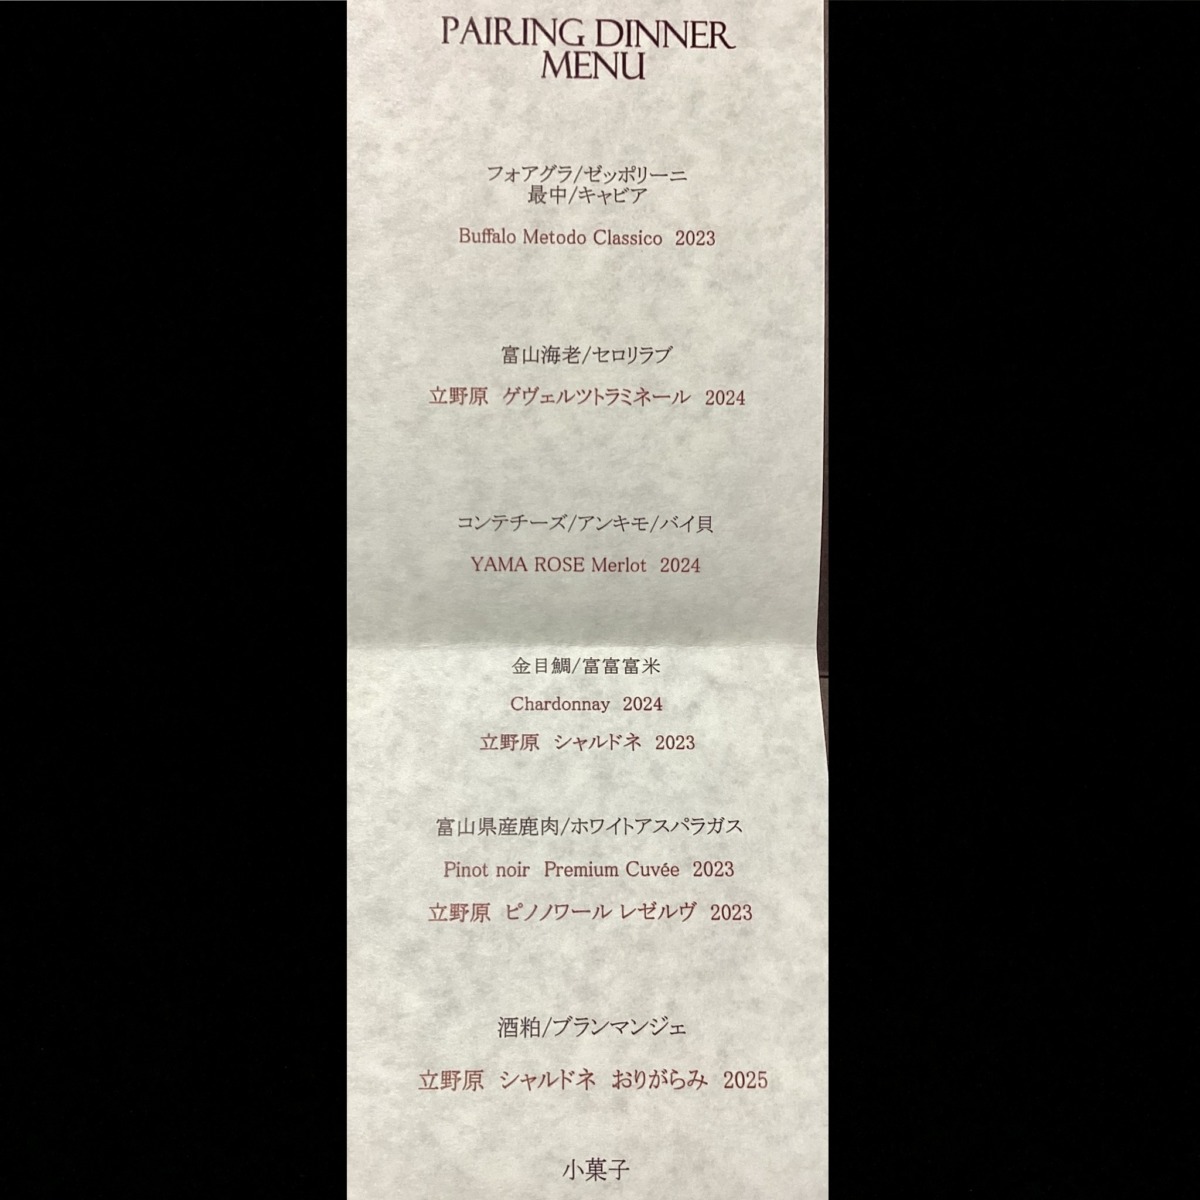 PAIRING DINNER
MENU
フォアグラ/ゼッポリーニ
最中/キャビア
Buffalo Metodo Classico 2023
富山海老/セロリラブ
立野原 ゲヴェルツトラミネール 2024
コンテチーズ/アンキモ/バイ貝
YAMA ROSE Merlot 2024
金目鯛/富富富米
Chardonnay 2024
立野原 シャルドネ 2023
富山県産鹿肉/ホワイトアスパラガス
Pinot noir Premium Cuvée 2023
立野原 ピノノワール レゼルヴ 2023
酒粕/ブランマンジェ
立野原 シャルドネ おりがらみ 2025
小菓子